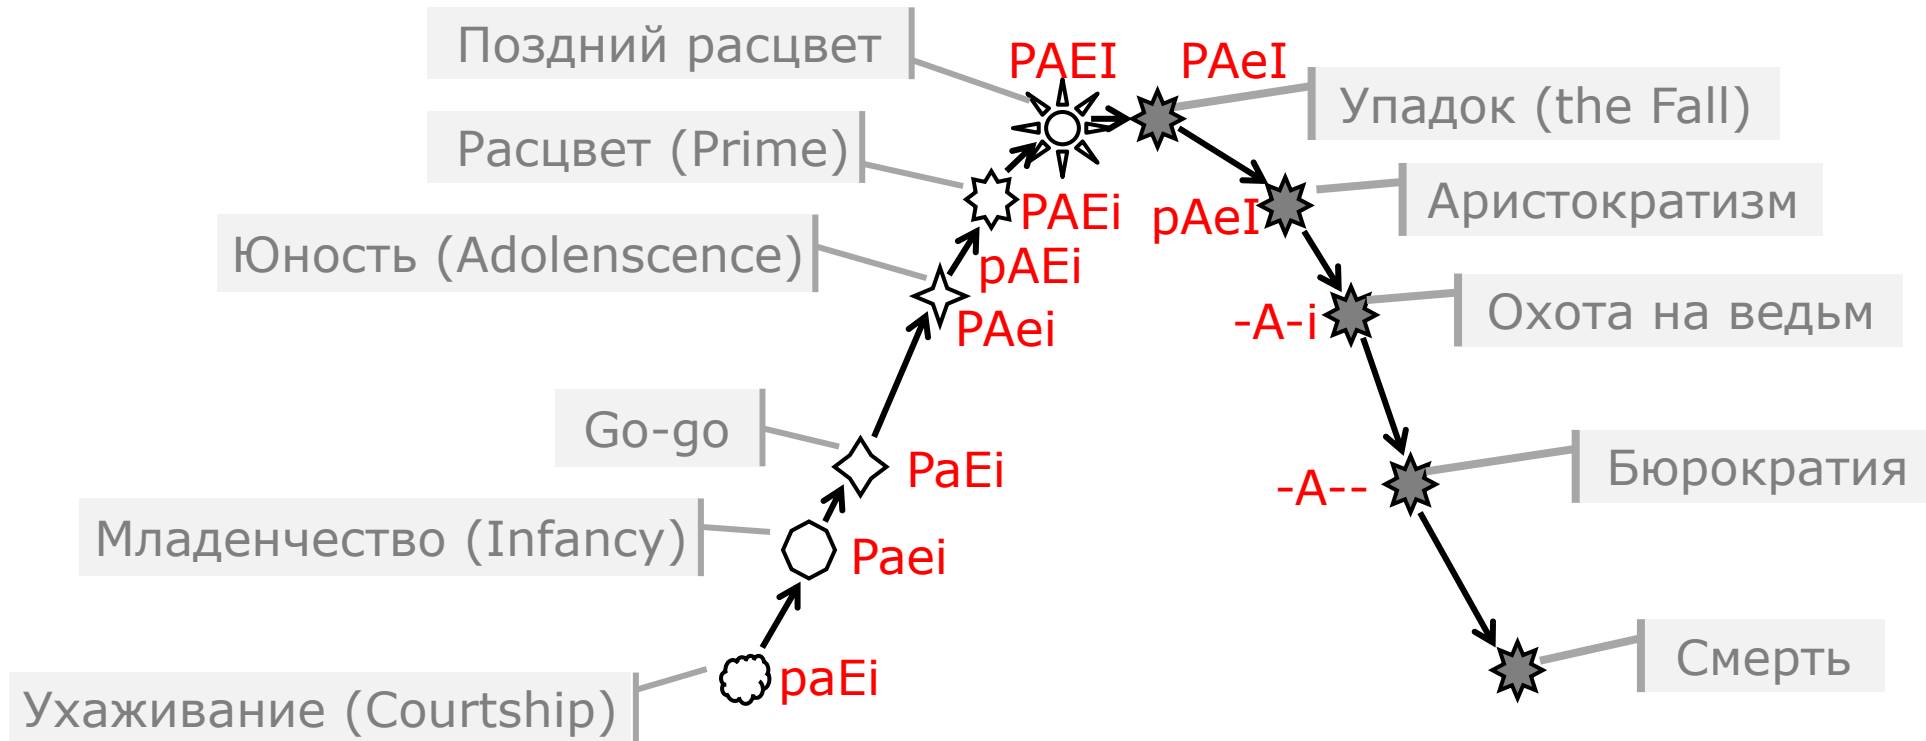 Поздний расцвет
PAEI
PAeI
Упадок (the Fall)
Расцвет (Prime)
PAEi
pAeI
Аристократизм
Юность (Adolenscence)
pAEi
PAei
-A-i
Охота на ведьм
Go-go
PaEi
-A--
Бюрократия
Младенчество (Infancy)
Paei
Ухаживание (Courtship)
paEi
Смерть